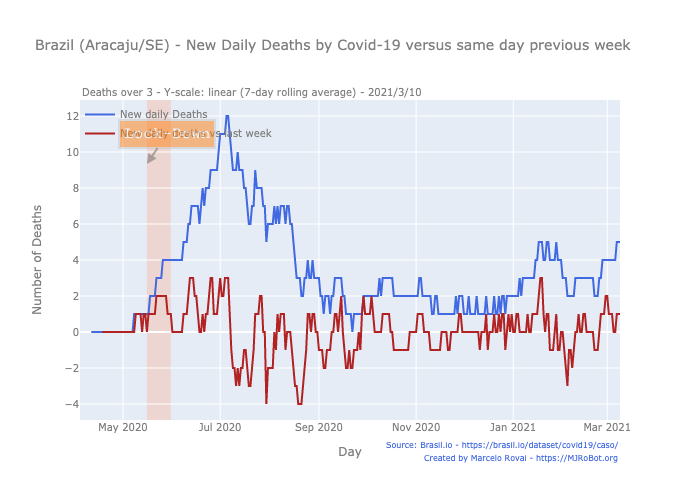 Brazil (Aracaju/SE) - New Daily Deaths by Covid-19 versus same day previous week
Deaths over 3 - Y-scale: linear (7-day rolling average) - 2021/3/10
New daily Deaths
New daily deaths vs last week
Number of Deaths
12
10
8
6
4
2
0
−2
−4
May 2020
Jul 2020
Sep 2020
Nov 2020
Jan 2021
Mar 2021
Day
Source: Brasil.io - https://brasil.io/dataset/covid19/caso/
Created by Marcelo Rovai - https://MJRoBot.org